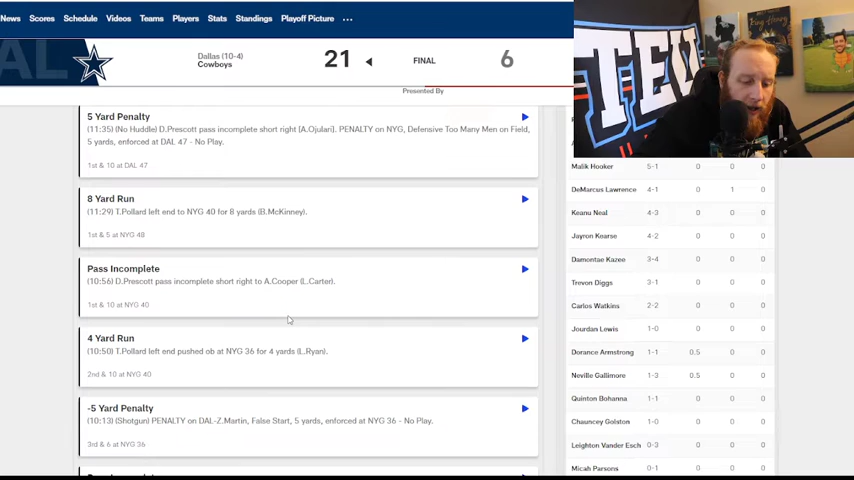 News Scores Schedule Videos Teams Players Stats Standings Playoff Picture ...
Dallas (10-4)
Cowboys
21
FINAL
6
Presented By
5 Yard Penalty
(11:35) (No Huddle) D.Prescott pass incomplete short right [A.Ojulari]. PENALTY on NYG, Defensive Too Many Men on Field,
5 yards, enforced at DAL 47 - No Play.
1st & 10 at DAL 47
8 Yard Run
(11:29) T.Pollard left end to NYG 40 for 8 yards (B.McKinney).
1st & 5 at NYG 48
Pass Incomplete
(10:56) D.Prescott pass incomplete short right to A.Cooper (L.Carter).
1st & 10 at NYG 40
4 Yard Run
(10:50) T.Pollard left end pushed ob at NYG 36 for 4 yards (L.Ryan).
2nd & 10 at NYG 40
-5 Yard Penalty
(10:13) (Shotgun) PENALTY on DAL-Z.Martin, False Start, 5 yards, enforced at NYG 36 - No Play.
3rd & 6 at NYG 36
Malik Hooker 5-1 0 0 0
DeMarcus Lawrence 4-1 0 1 0
Keanu Neal 4-3 0 0 0
Jayron Kearse 4-2 0 0 0
Damontae Kazee 3-4 0 0 0
Trevon Diggs 3-1 0 0 0
Carlos Watkins 2-2 0 0 0
Jourdan Lewis 1-0 0 0 0
Dorance Armstrong 1-1 0.5 0 0
Neville Gallimore 1-3 0.5 0 0
Quinton Bohanna 1-1 0 0 0
Chauncey Golston 1-0 0 0 0
Leighton Vander Esch 0-3 0 0 0
Micah Parsons 0-1 0 0 0
King Henry